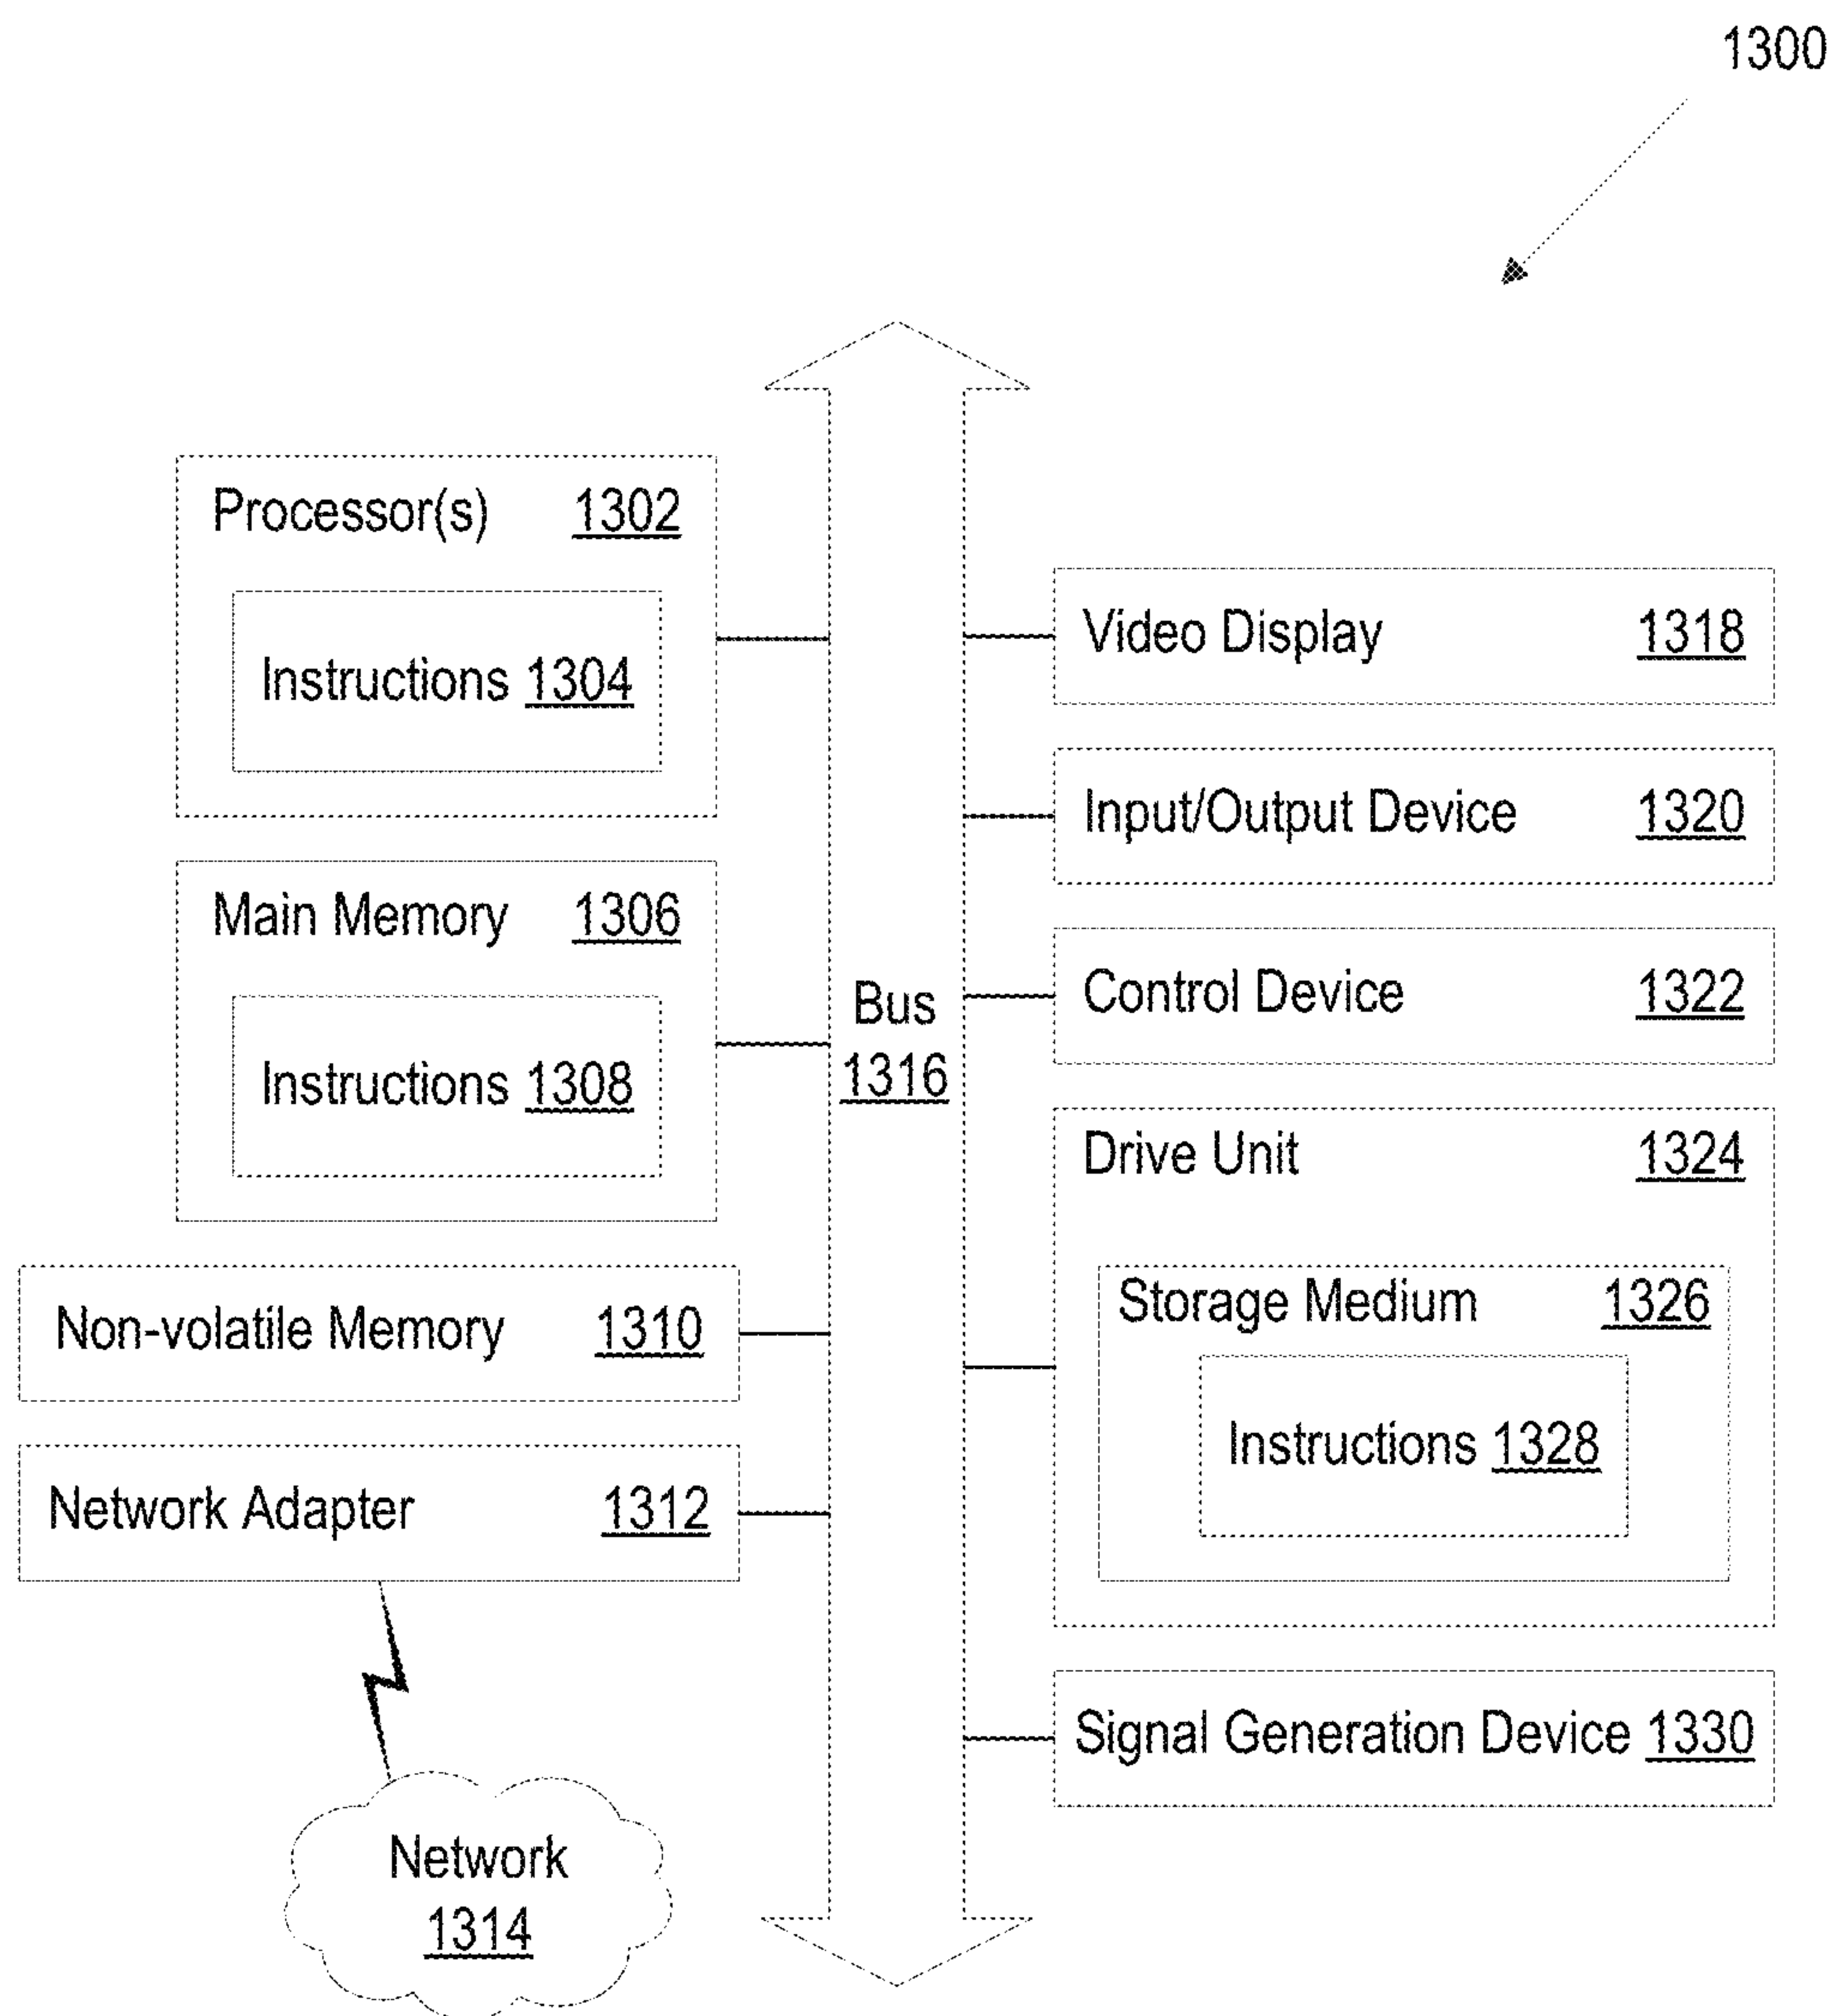 1300
Processor(s) 1302
Instructions 1304
Main Memory 1306
Instructions 1308
Non-volatile Memory 1310
Network Adapter 1312
Network
1314
Bus
1316
Video Display 1318
Input/Output Device 1320
Control Device 1322
Drive Unit 1324
Storage Medium 1326
Instructions 1328
Signal Generation Device 1330